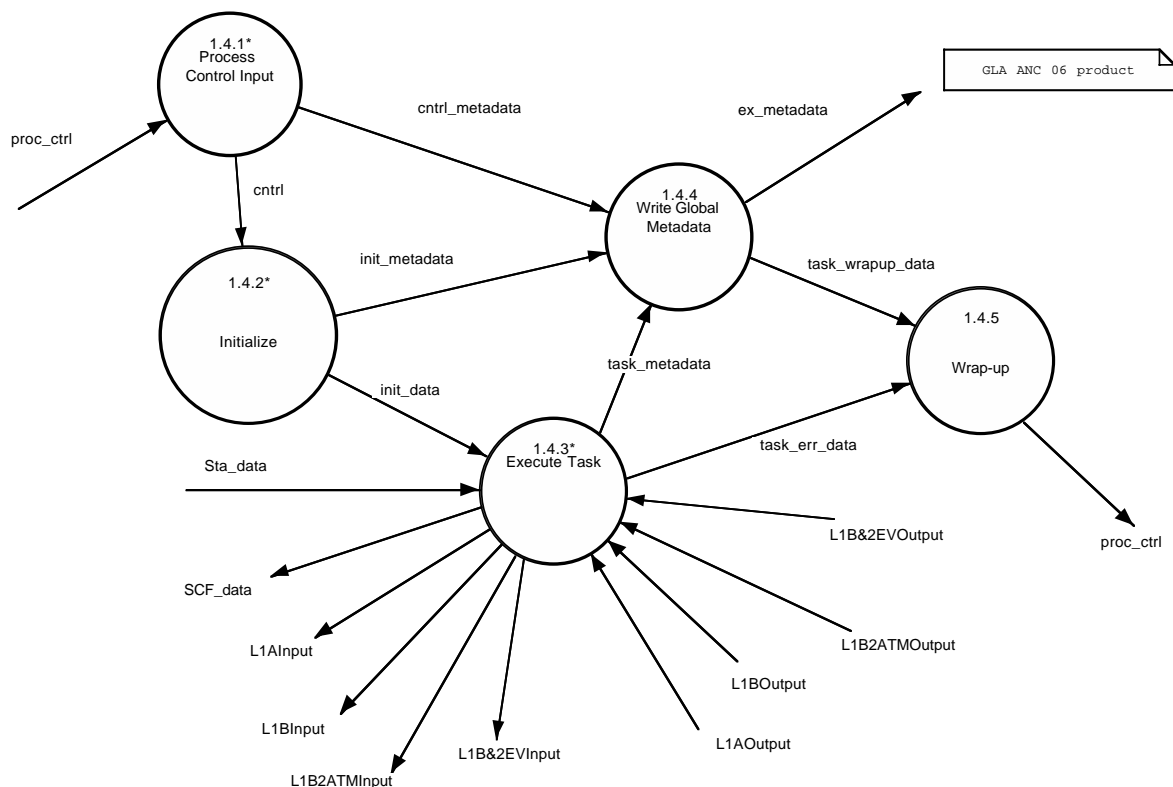 1.4.1*
Process
Control Input
GLA ANC 06 product
cntrl_metadata
ex_metadata
proc_ctrl
cntrl
1.4.4
Write Global
Metadata
init_metadata
task_wrapup_data
1.4.2*
Initialize
1.4.5
Wrap-up
task_metadata
init_data
1.4.3*
Execute Task
task_err_data
Sta_data
L1B&2EVOutput
proc_ctrl
SCF_data
L1AInput
L1B2ATMOutput
L1BOutput
L1BInput
L1AOutput
L1B&2EVInput
L1B2ATMInput